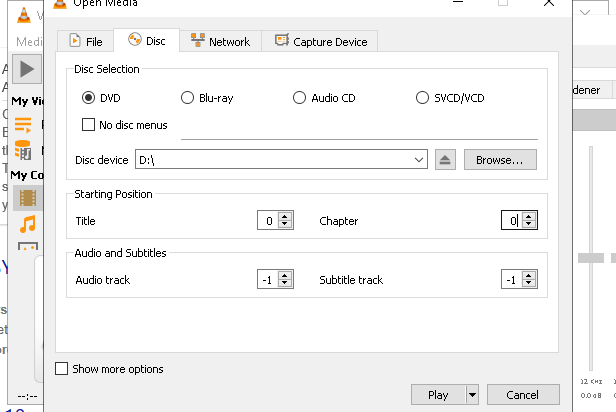 Open Media
Medi
File
Disc
Network
Capture Device
Disc Selection
DVD
Blu-ray
Audio CD
SVCD/VCD
dener
No disc menus
My Vi
Disc device
D:\
Browse...
My Co
Starting Position
Title
0
Chapter
0
Audio and Subtitles
Audio track
-1
Subtitle track
-1
Show more options
12 KHz
0.0 dB
--:--
Play
Cancel